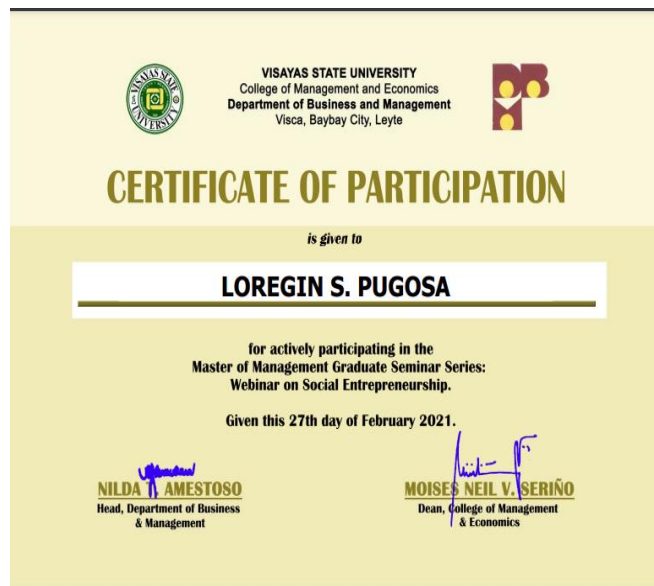 VISAYAS STATE UNIVERSITY
VISAYAS STATE UNIVERSITY
College of Management and Economics
Department of Business and Management
Visca, Baybay City, Leyte
CERTIFICATE OF PARTICIPATION
is given to
LOREGIN S. PUGOSA
for actively participating in the
Master of Management Graduate Seminar Series:
Webinar on Social Entrepreneurship.
Given this 27th day of February 2021.
NILDA T. AMESTOSO
Head, Department of Business
& Management
MOISES NEIL V. SERIÑO
Dean, College of Management
& Economics